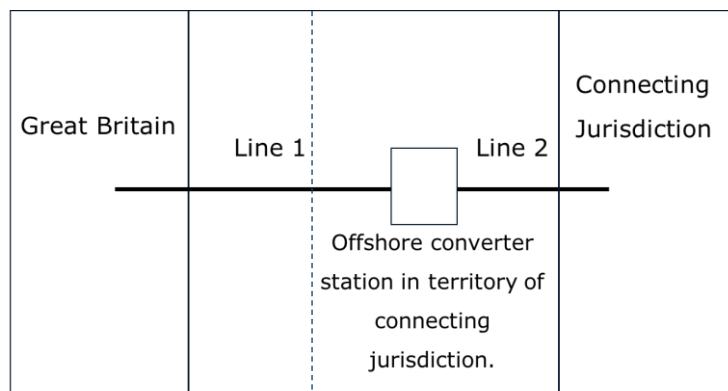 Great Britain
Line 1
Line 2
Connecting
Jurisdiction
Offshore converter
station in territory of
connecting
jurisdiction.